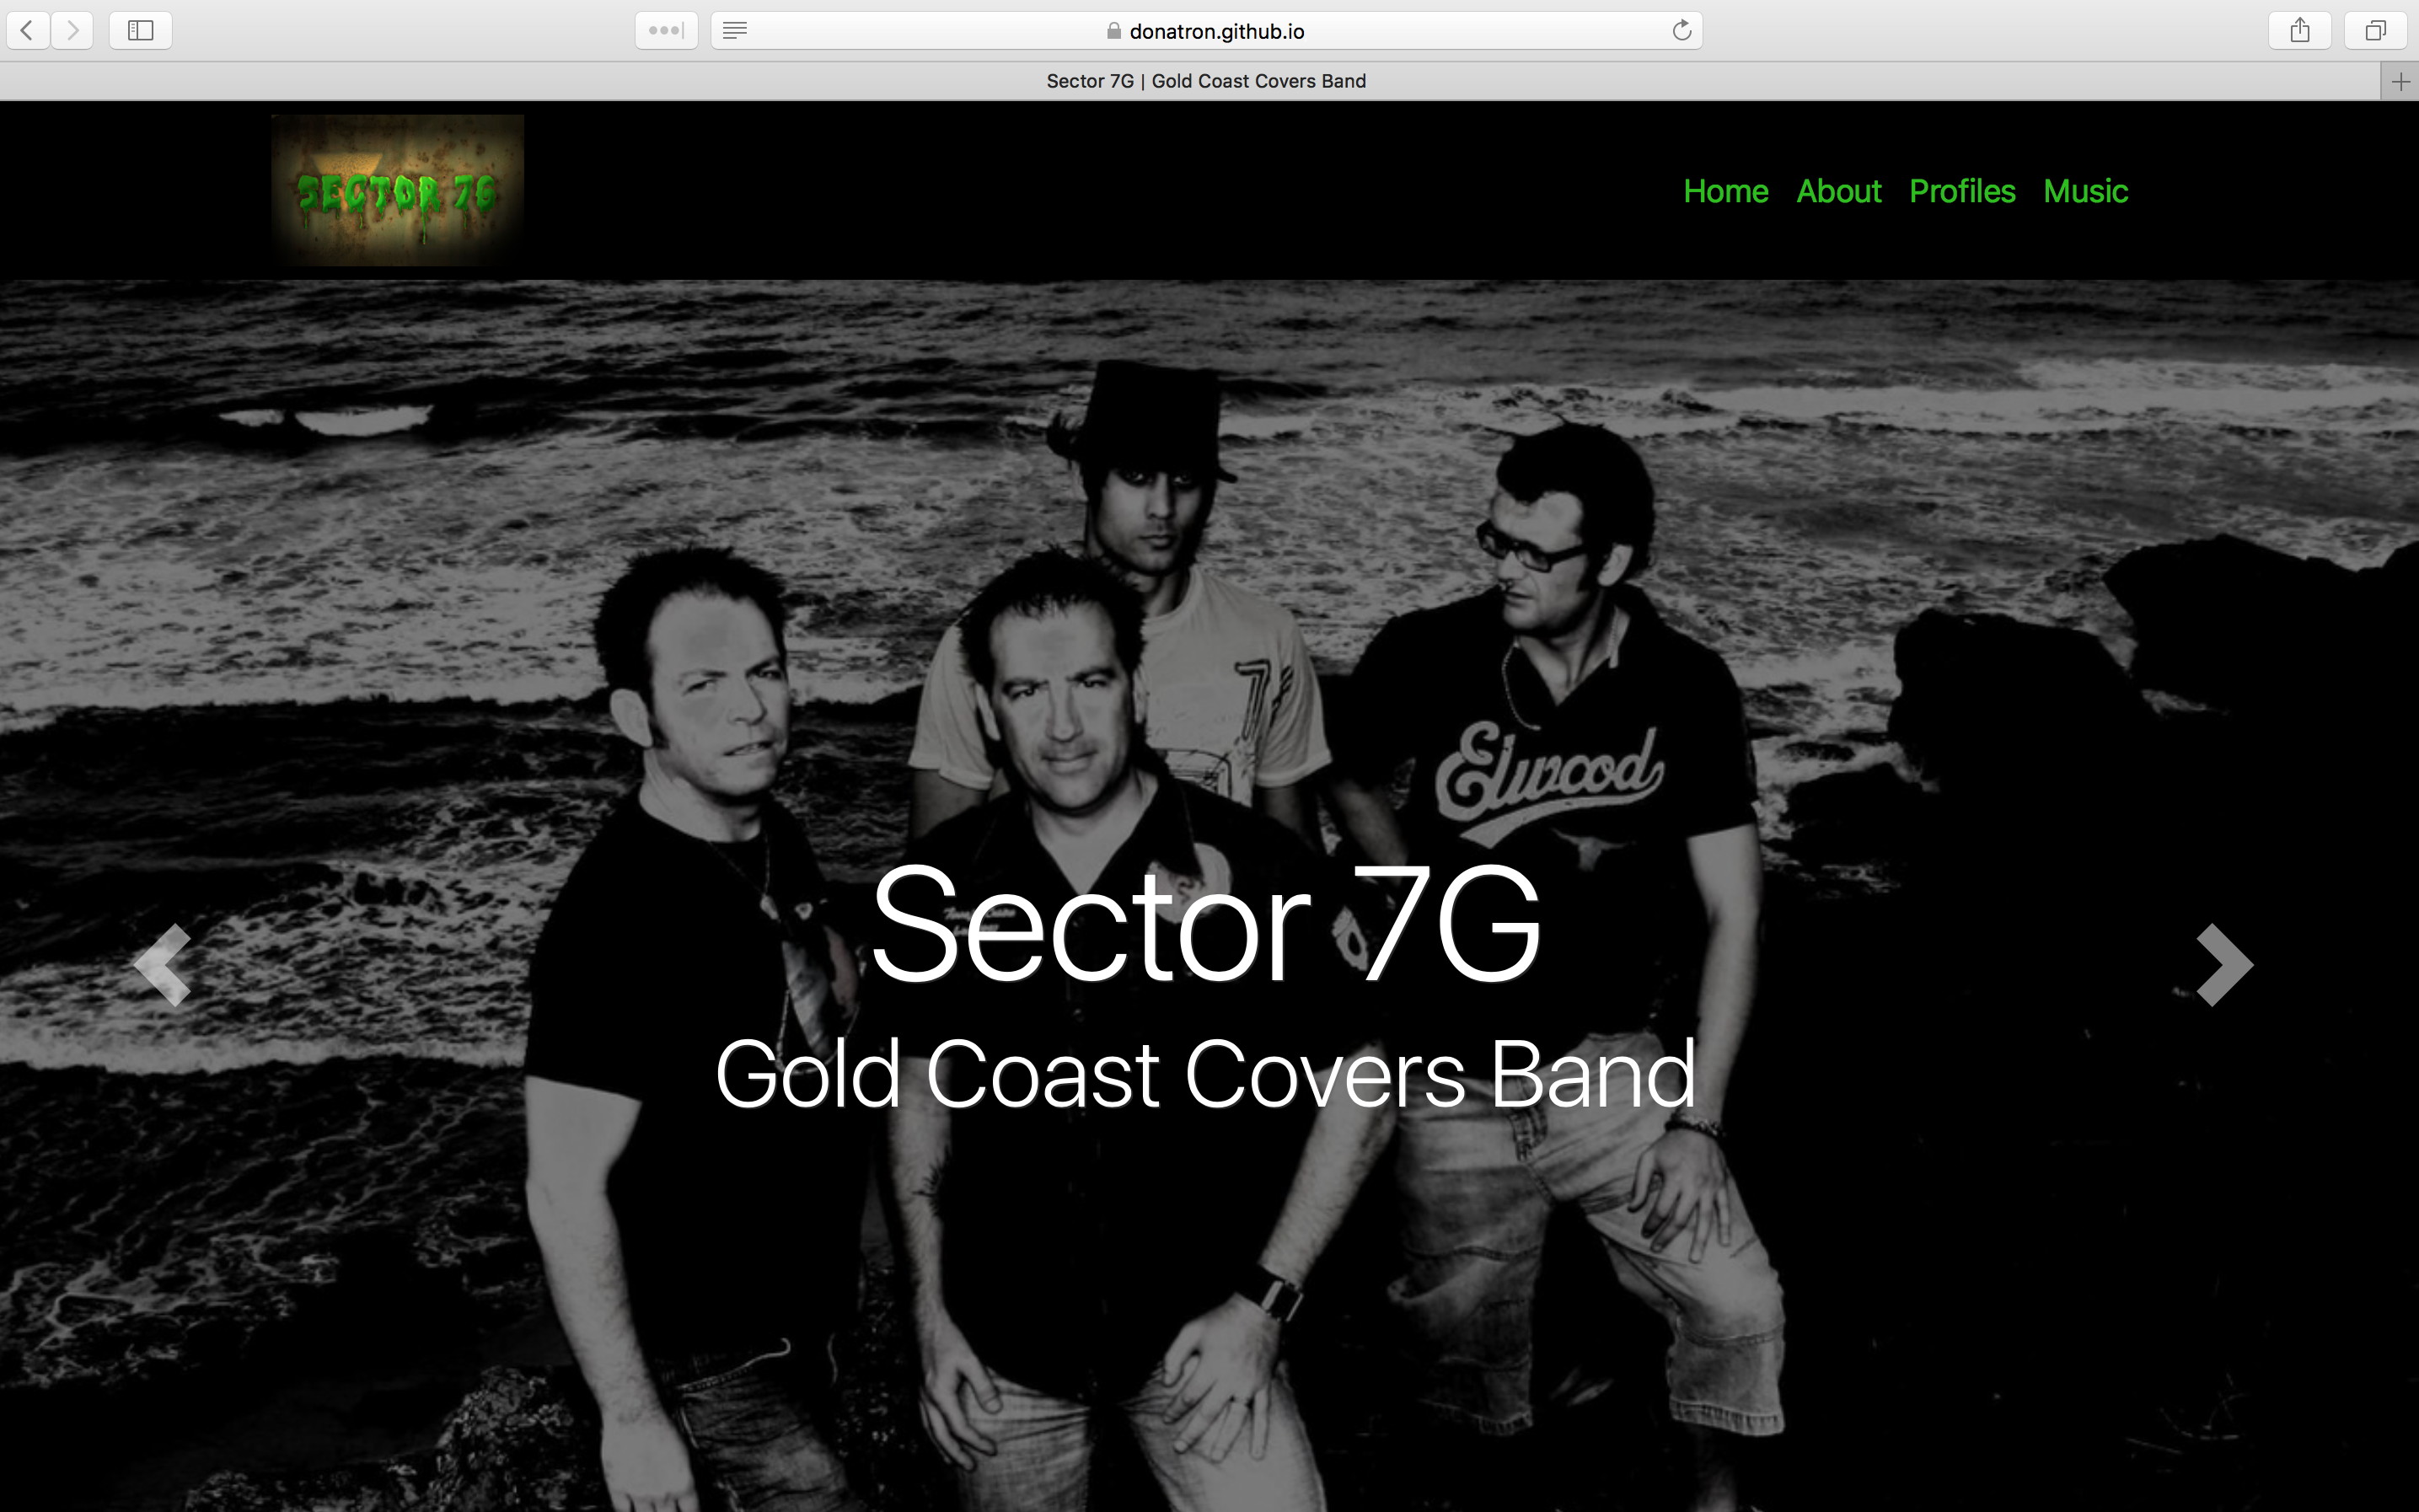 donatron.github.io
Sector 7G | Gold Coast Covers Band
SECTOR 7G
Home About Profiles Music
7
Elwood
Sector 7G
Gold Coast Covers Band